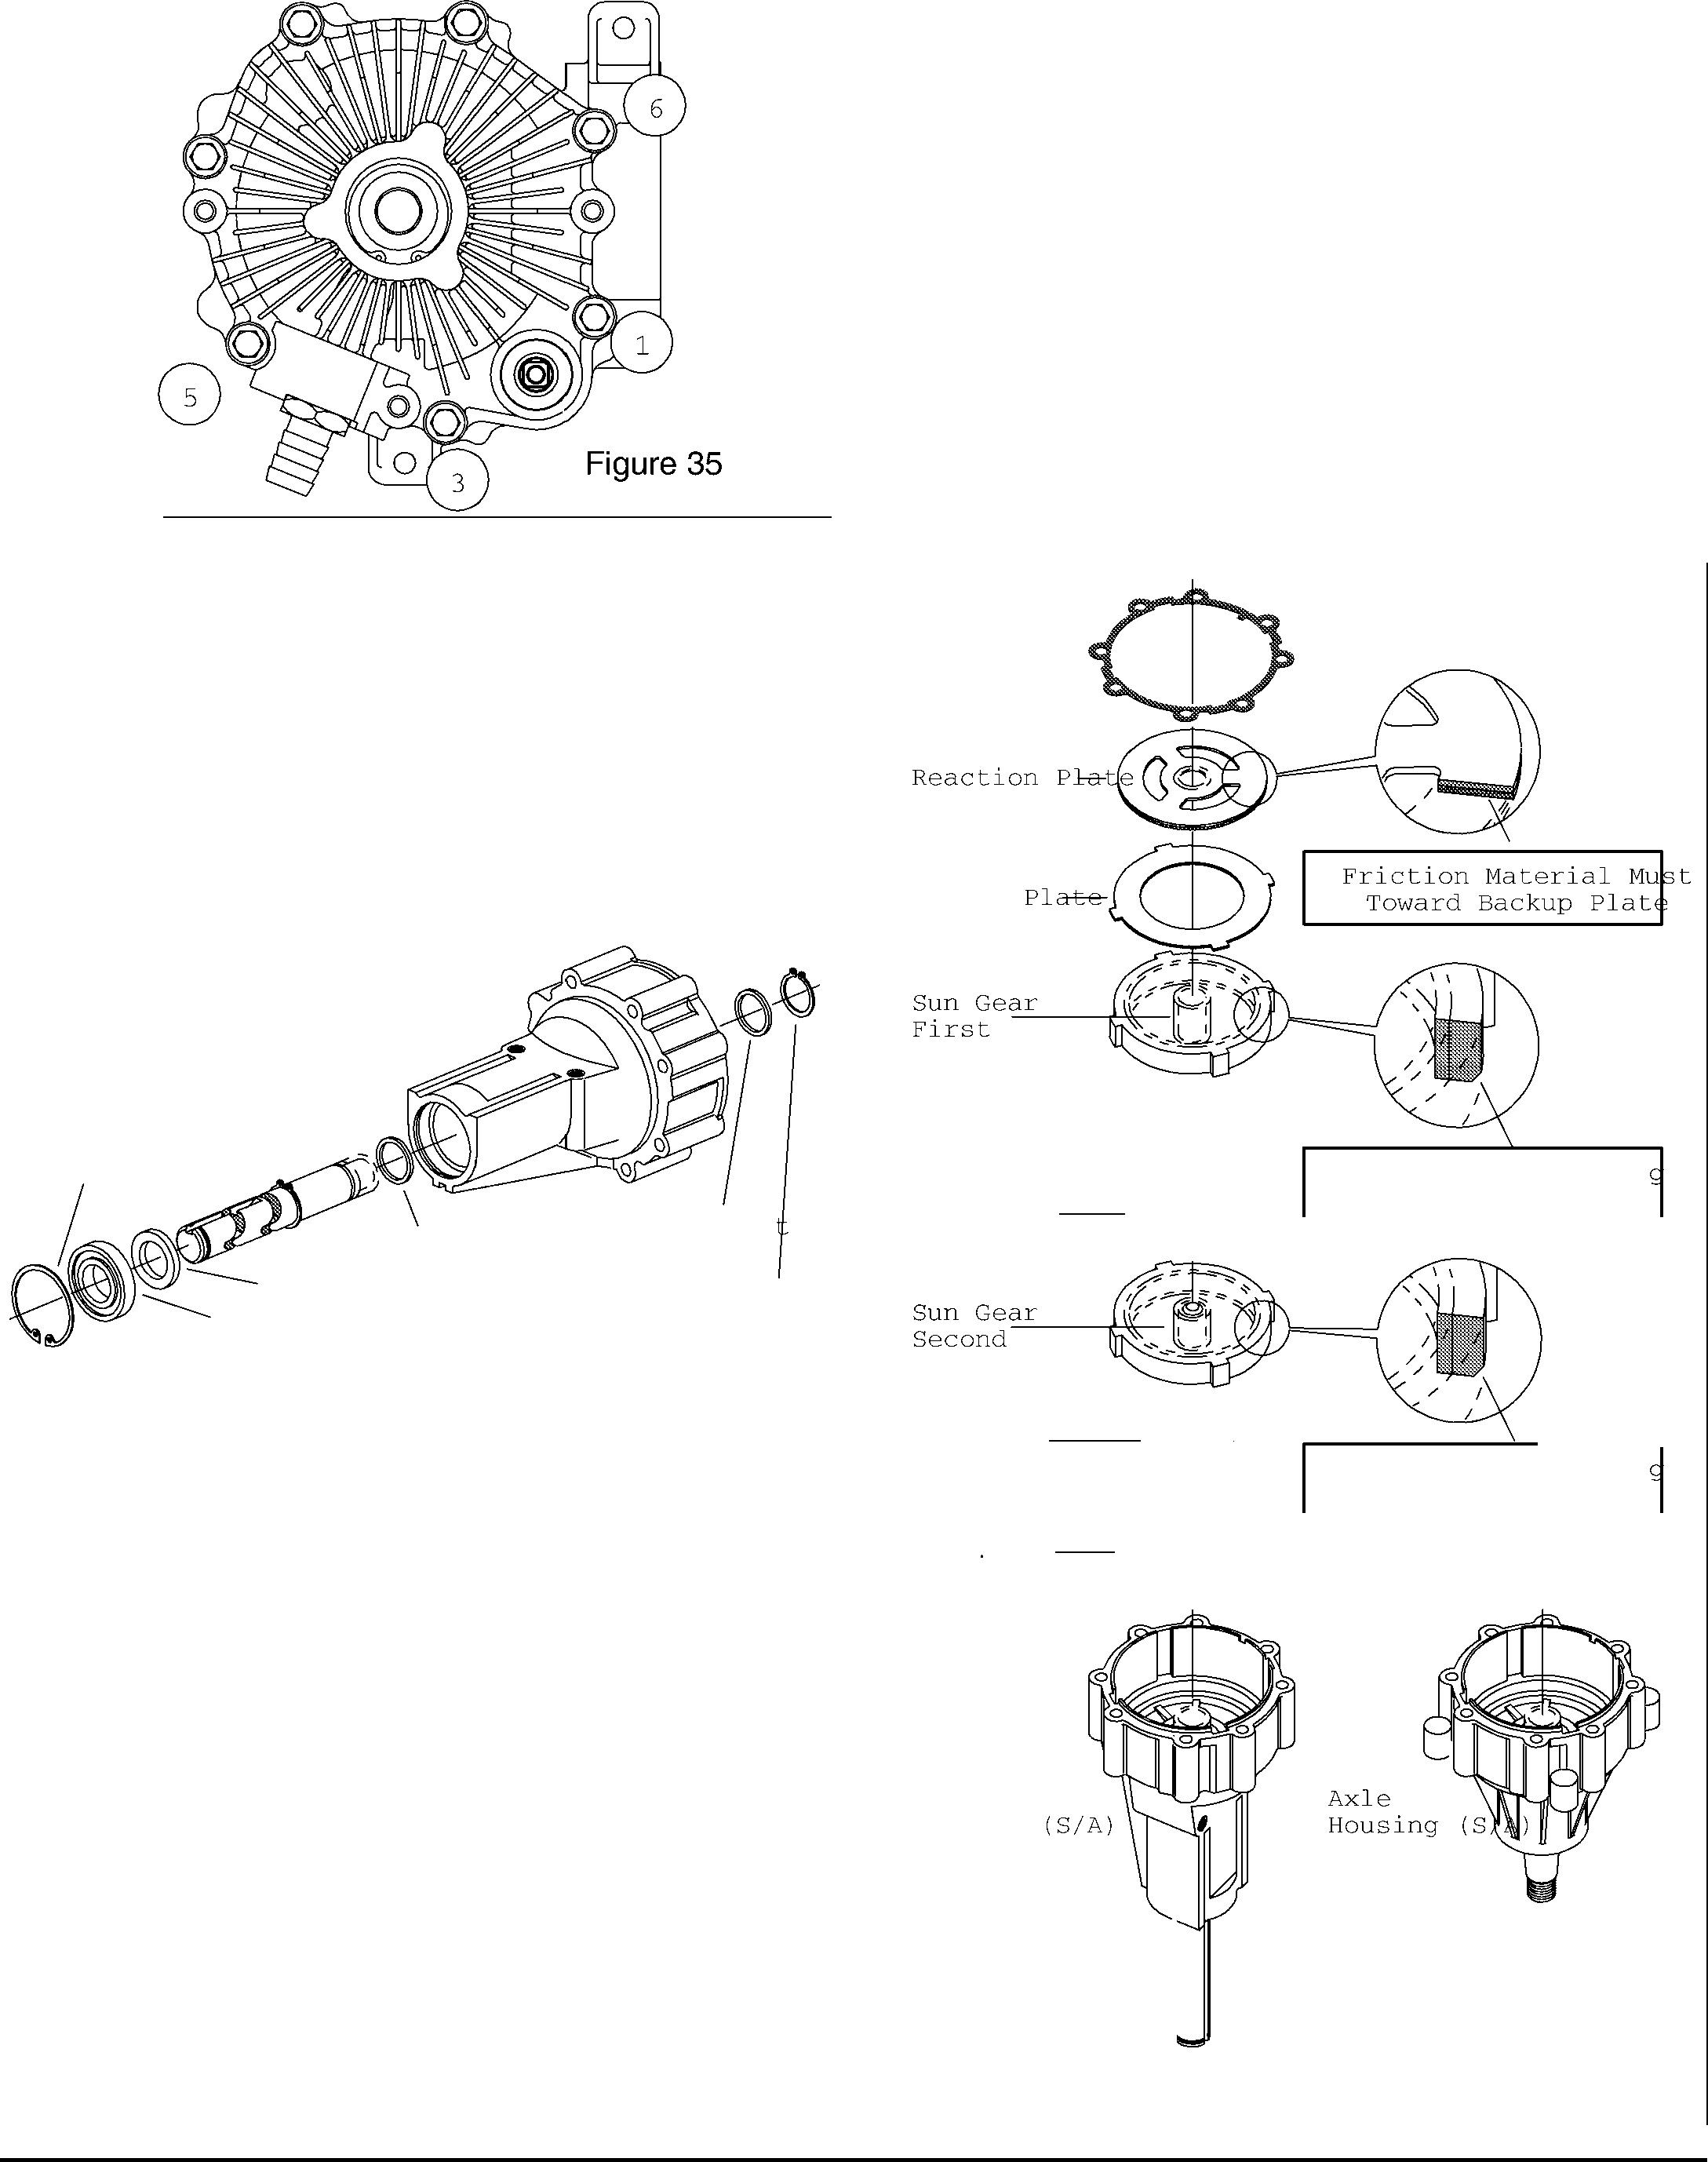 6
1
5
3
Figure 35
Reaction Plate
Friction Material Must
Toward Backup Plate
Plate
Sun Gear
First
g
t
Sun Gear
Second
g
(S/A)
Axle
Housing (S/A)